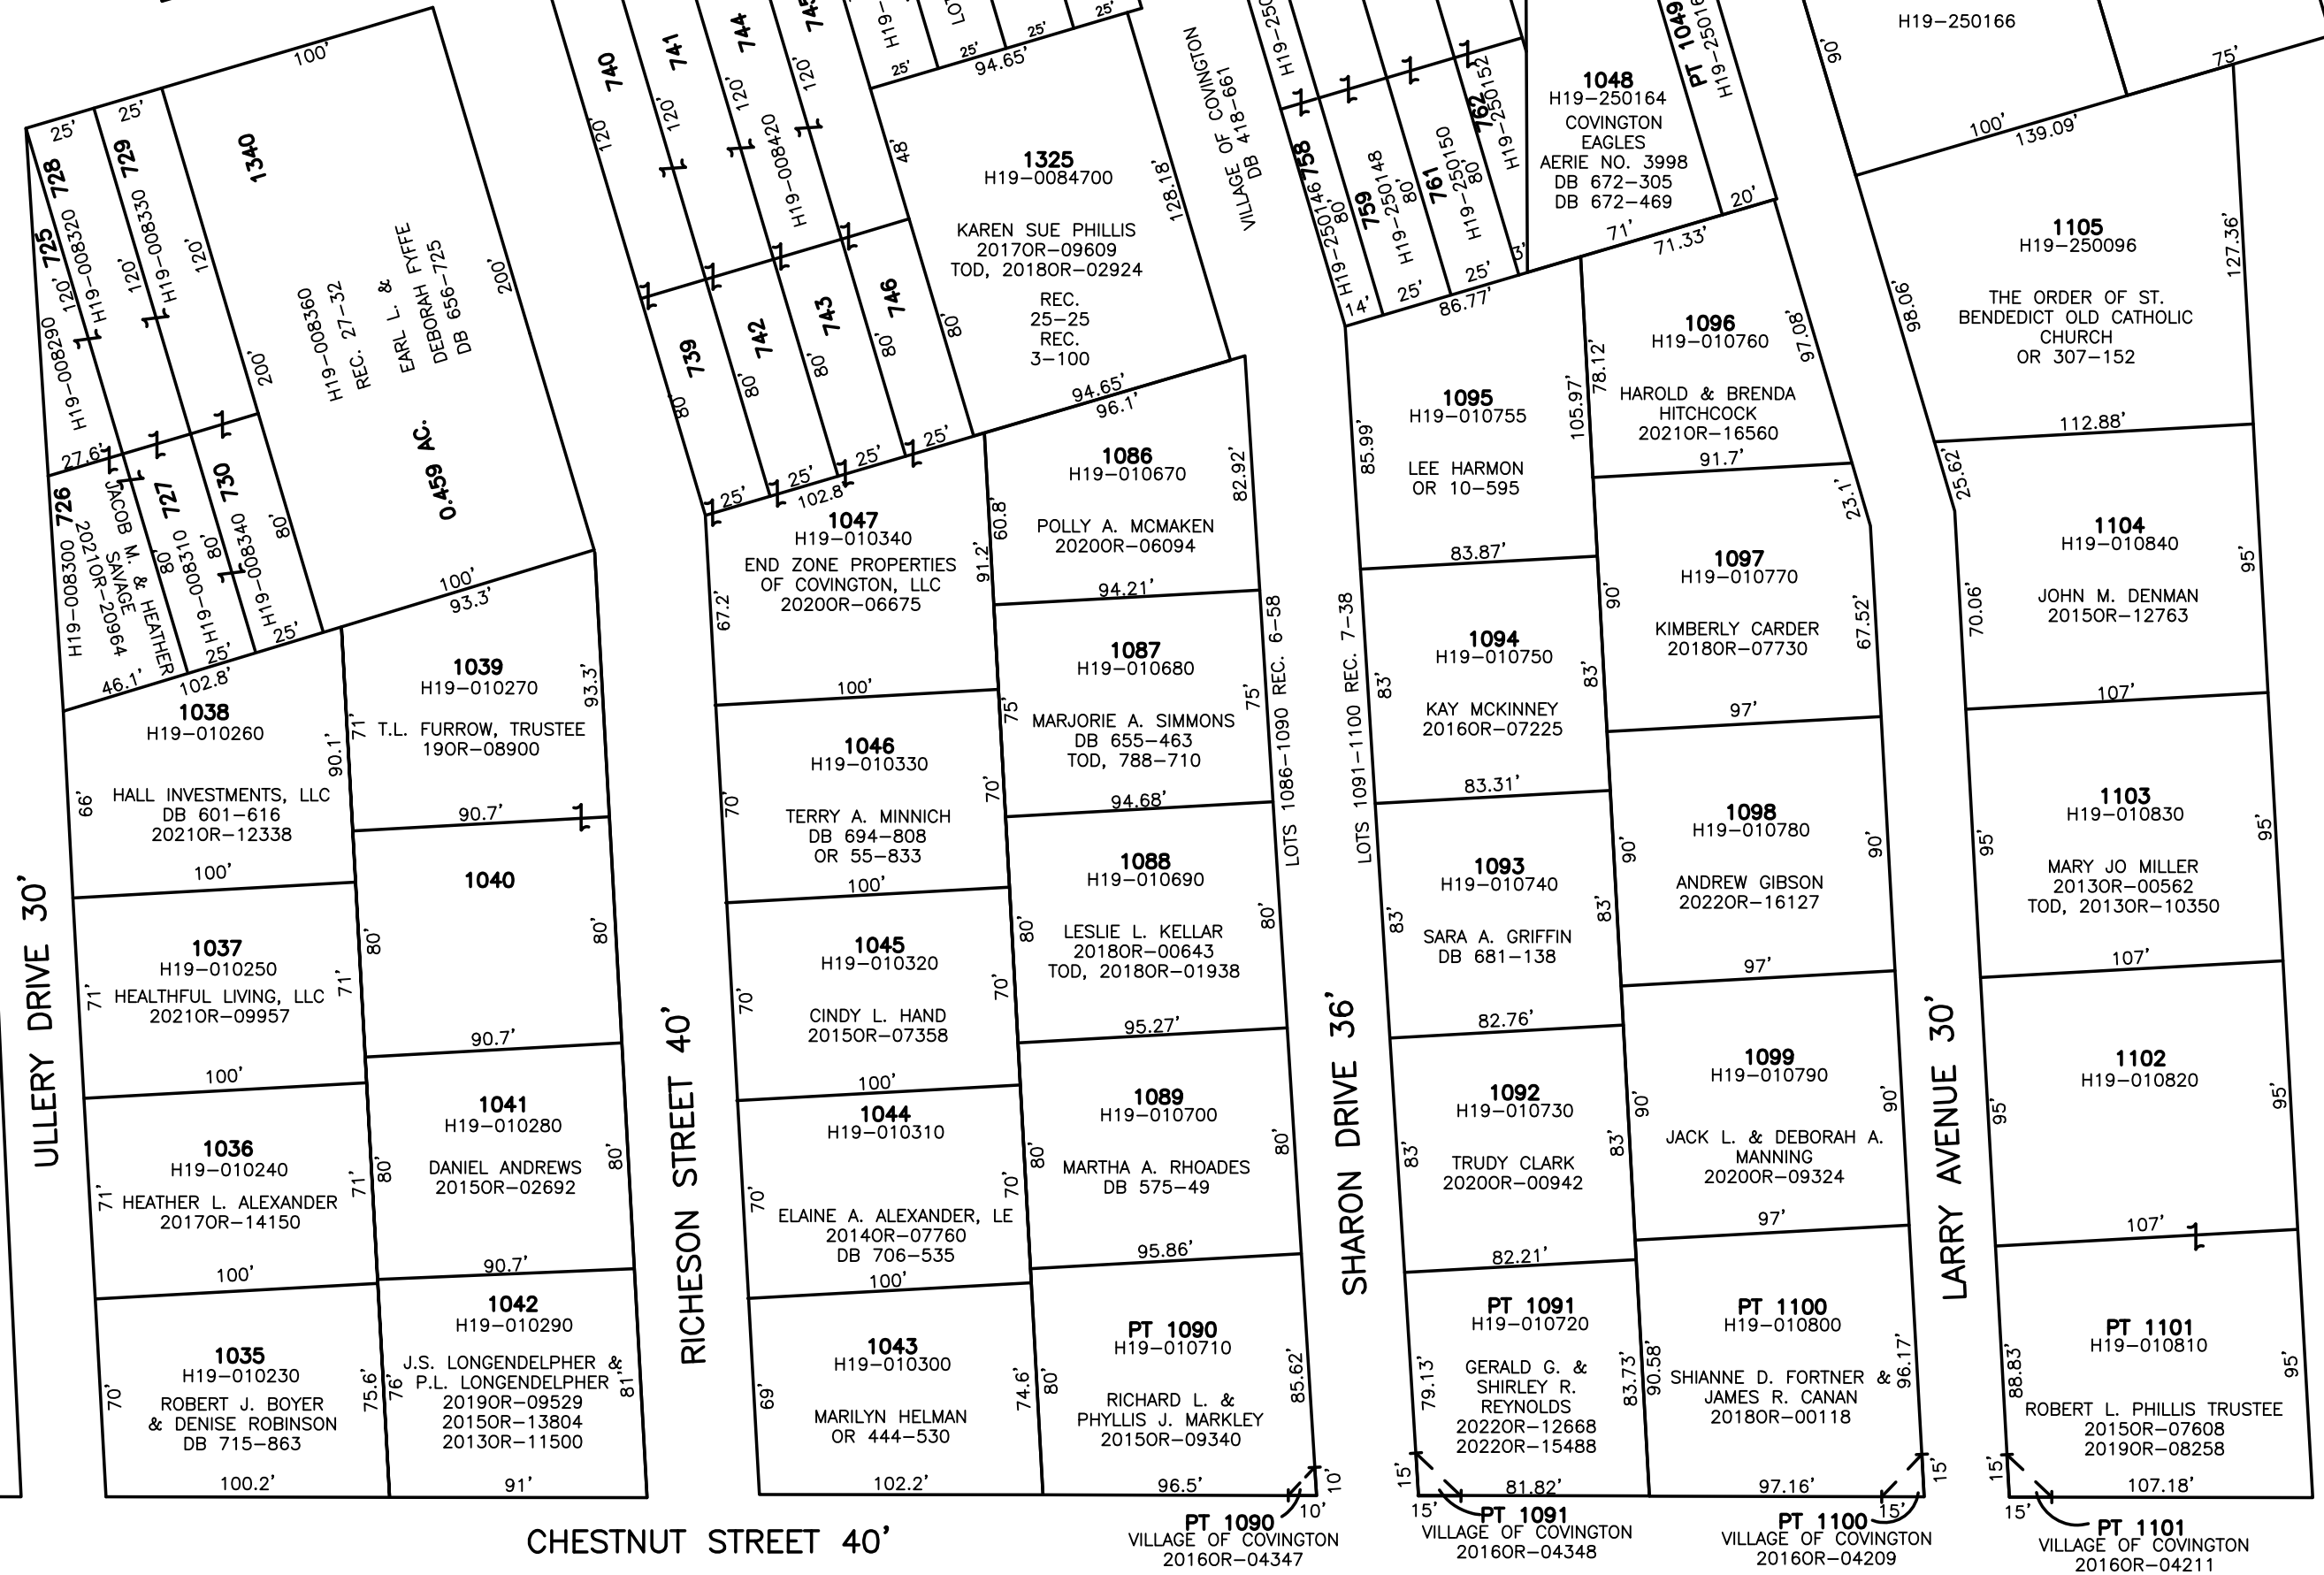 100'
25'
25'
728
729
1340
725
120'
H19-008320
120'
H19-008330
120'
200'
200'
H19-008290
H19-008360
REC. 27-32
EARL L. &
DEBORAH FYFFE
DB 656-725
0.459 AC.
27.6'
726
H19-008300
2021OR-20964
JACOB M. & HEATHER
SAVAGE
727
80'
H19-008310
730
80'
H19-008340
80'
46.1'
25'
25'
102.8'
100'
93.3'
740
120'
741
120'
744
120'
H19-008420
120'
739
80'
742
80'
743
80'
746
80'
25'
25'
25'
25'
102.8'
25'
25'
25'
94.65'
48'
80'
128.18'
1325
H19-0084700
KAREN SUE PHILLIS
2017OR-09609
TOD, 2018OR-02924
REC.
25-25
REC.
3-100
94.65'
96.1'
VILLAGE OF COVINGTON
DB 418-661
758
H19-250146
80'
759
H19-250148
80'
761
H19-250150
80'
762
H19-250152
14'
25'
25'
3'
86.77'
1048
H19-250164
COVINGTON
EAGLES
AERIE NO. 3998
DB 672-305
DB 672-469
PT 1049
71'
20'
71.33'
90'
H19-250166
75'
100'
139.09'
1105
H19-250096
THE ORDER OF ST.
BENDEDICT OLD CATHOLIC
CHURCH
OR 307-152
98.06'
127.36'
112.88'
1038
H19-010260
HALL INVESTMENTS, LLC
DB 601-616
2021OR-12338
66'
90.1'
100'
1039
H19-010270
T.L. FURROW, TRUSTEE
19OR-08900
71'
93.3'
90.7'
1040
80'
80'
90.7'
1037
H19-010250
HEALTHFUL LIVING, LLC
2021OR-09957
71'
71'
100'
1036
H19-010240
HEATHER L. ALEXANDER
2017OR-14150
71'
71'
100'
1041
H19-010280
DANIEL ANDREWS
2015OR-02692
80'
80'
90.7'
1035
H19-010230
ROBERT J. BOYER
& DENISE ROBINSON
DB 715-863
70'
75.6'
100.2'
1042
H19-010290
J.S. LONGENDELPHER &
P.L. LONGENDELPHER
2019OR-09529
2015OR-13804
2013OR-11500
76'
81'
91'
ULLERY DRIVE 30'
RICHESON STREET 40'
1047
H19-010340
END ZONE PROPERTIES
OF COVINGTON, LLC
2020OR-06675
67.2'
91.2'
100'
1046
H19-010330
TERRY A. MINNICH
DB 694-808
OR 55-833
70'
70'
100'
1045
H19-010320
CINDY L. HAND
2015OR-07358
70'
70'
100'
1044
H19-010310
ELAINE A. ALEXANDER, LE
2014OR-07760
DB 706-535
70'
70'
100'
1043
H19-010300
MARILYN HELMAN
OR 444-530
69'
74.6'
102.2'
1086
H19-010670
POLLY A. MCMAKEN
2020OR-06094
60.8'
82.92'
94.21'
1087
H19-010680
MARJORIE A. SIMMONS
DB 655-463
TOD, 788-710
75'
75'
94.68'
1088
H19-010690
LESLIE L. KELLAR
2018OR-00643
TOD, 2018OR-01938
80'
80'
95.27'
1089
H19-010700
MARTHA A. RHOADES
DB 575-49
80'
80'
95.86'
PT 1090
H19-010710
RICHARD L. &
PHYLLIS J. MARKLEY
2015OR-09340
80'
85.62'
96.5'
10'
10'
LOTS 1086-1090 REC. 6-58
LOTS 1091-1100 REC. 7-38
SHARON DRIVE 36'
1095
H19-010755
LEE HARMON
OR 10-595
85.99'
105.97'
83.87'
1094
H19-010750
KAY MCKINNEY
2016OR-07225
83'
83'
83.31'
1093
H19-010740
SARA A. GRIFFIN
DB 681-138
83'
83'
82.76'
1092
H19-010730
TRUDY CLARK
2020OR-00942
83'
83'
82.21'
PT 1091
H19-010720
GERALD G. &
SHIRLEY R.
REYNOLDS
2022OR-12668
2022OR-15488
79.13'
83.73'
15'
15'
81.82'
1096
H19-010760
HAROLD & BRENDA
HITCHCOCK
2021OR-16560
78.12'
97.08'
91.7'
1097
H19-010770
KIMBERLY CARDER
2018OR-07730
90'
23.1'
67.52'
97'
1098
H19-010780
ANDREW GIBSON
2022OR-16127
90'
90'
97'
1099
H19-010790
JACK L. & DEBORAH A.
MANNING
2020OR-09324
90'
90'
97'
PT 1100
H19-010800
SHIANNE D. FORTNER &
JAMES R. CANAN
2018OR-00118
90.58'
96.17'
97.16'
15'
15'
LARRY AVENUE 30'
1104
H19-010840
JOHN M. DENMAN
2015OR-12763
25.62'
70.06'
95'
107'
1103
H19-010830
MARY JO MILLER
2013OR-00562
TOD, 2013OR-10350
95'
95'
107'
1102
H19-010820
95'
95'
107'
PT 1101
H19-010810
ROBERT L. PHILLIS TRUSTEE
2015OR-07608
2019OR-08258
88.83'
95'
15'
15'
107.18'
CHESTNUT STREET 40'
PT 1090
VILLAGE OF COVINGTON
2016OR-04347
PT 1091
VILLAGE OF COVINGTON
2016OR-04348
PT 1100
VILLAGE OF COVINGTON
2016OR-04209
PT 1101
VILLAGE OF COVINGTON
2016OR-04211